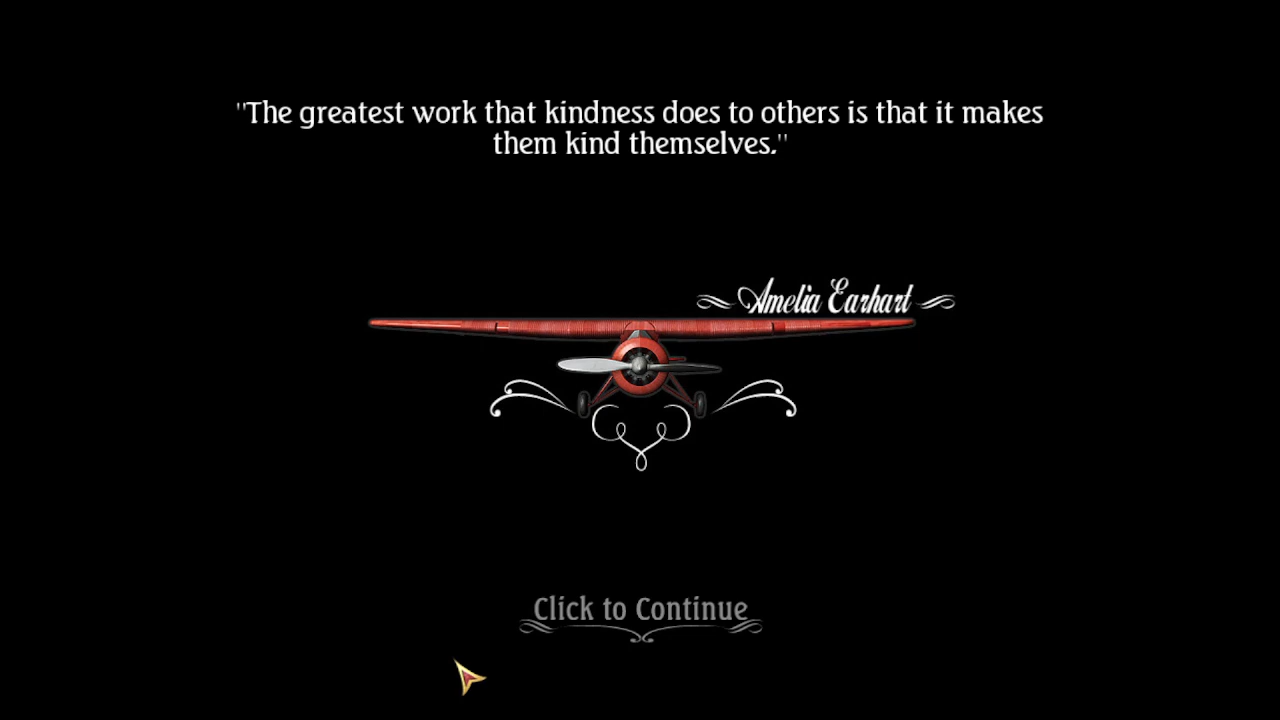 "The greatest work that kindness does to others is that it makes
them kind themselves."
Amelia Earhart
Click to Continue